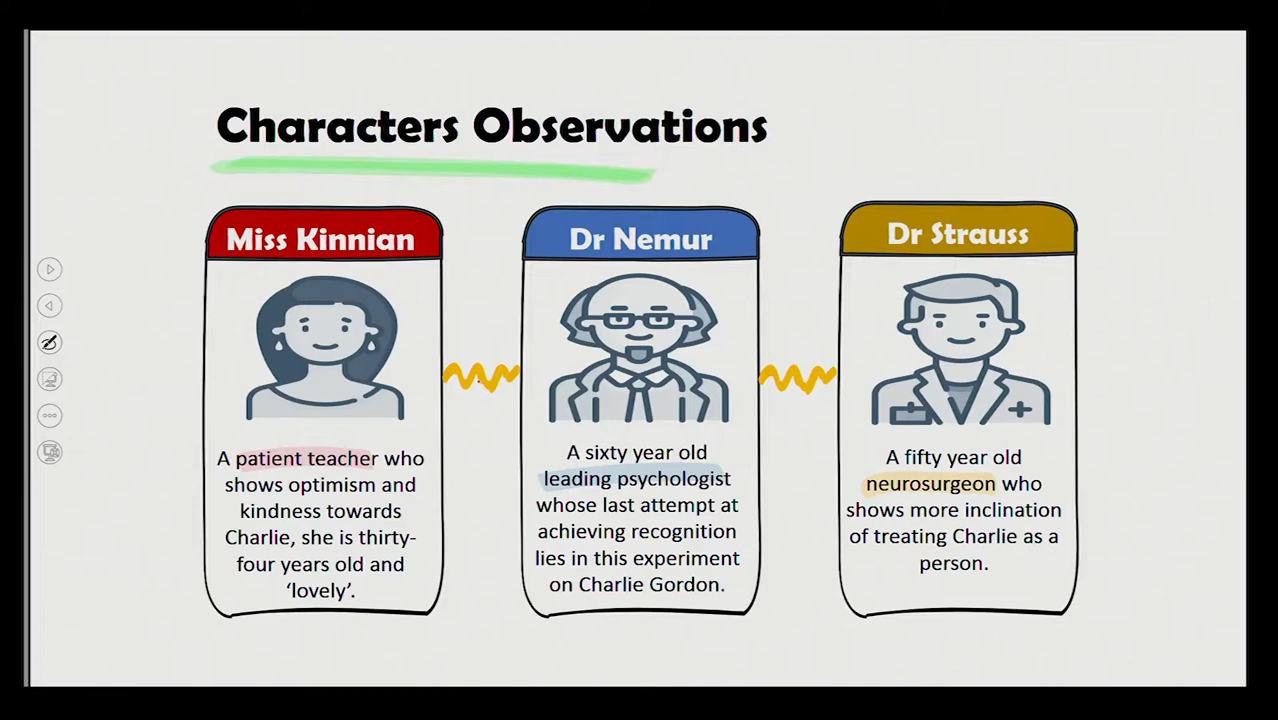 Characters Observations
Miss Kinnian
A patient teacher who
shows optimism and
kindness towards
Charlie, she is thirty-
four years old and
‘lovely’.
Dr Nemur
A sixty year old
leading psychologist
whose last attempt at
achieving recognition
lies in this experiment
on Charlie Gordon.
Dr Strauss
A fifty year old
neurosurgeon who
shows more inclination
of treating Charlie as a
person.